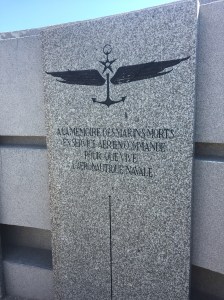 A LA MEMOIRE DES MARINS MORTS
EN SERVICE AERIEN COMMANDE
POUR QUE VIVE
L'AERONAUTIQUE NAVALE